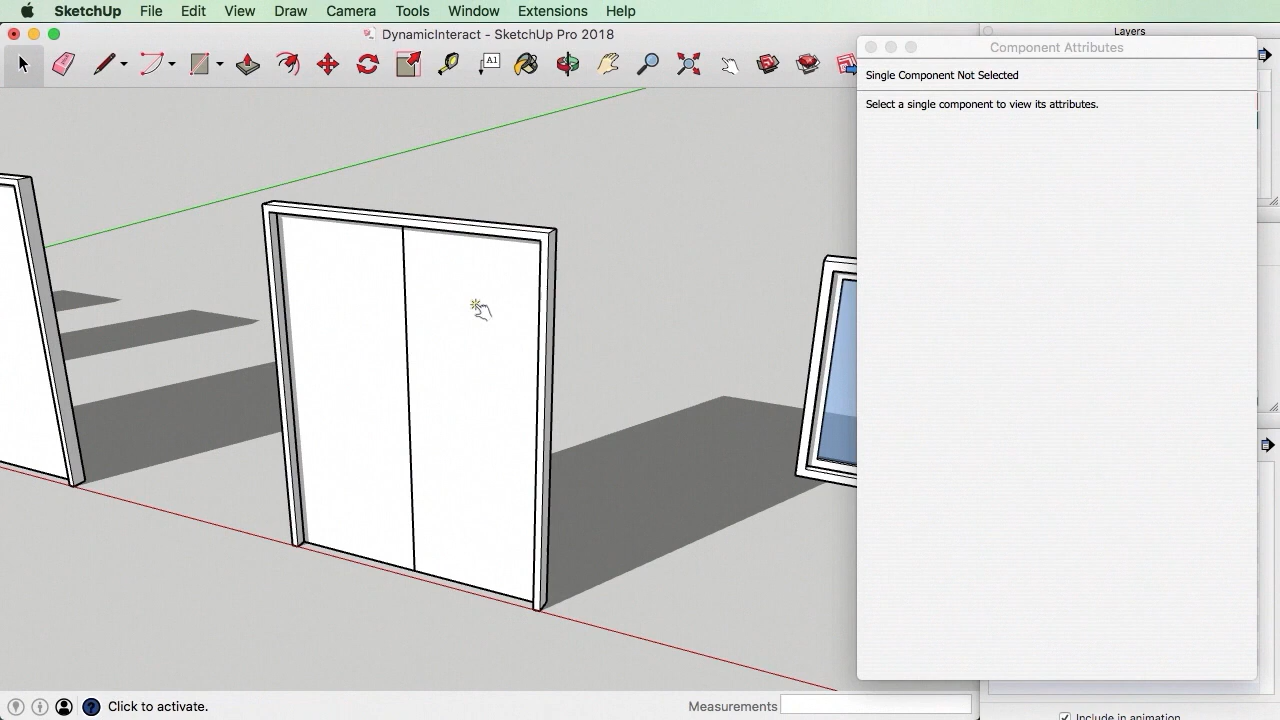 SketchUp File Edit View Draw Camera Tools Window Extensions Help
DynamicInteract - SketchUp Pro 2018
Layers
A1
Component Attributes
Single Component Not Selected
Select a single component to view its attributes.
? Click to activate.
Measurements
Include in animation